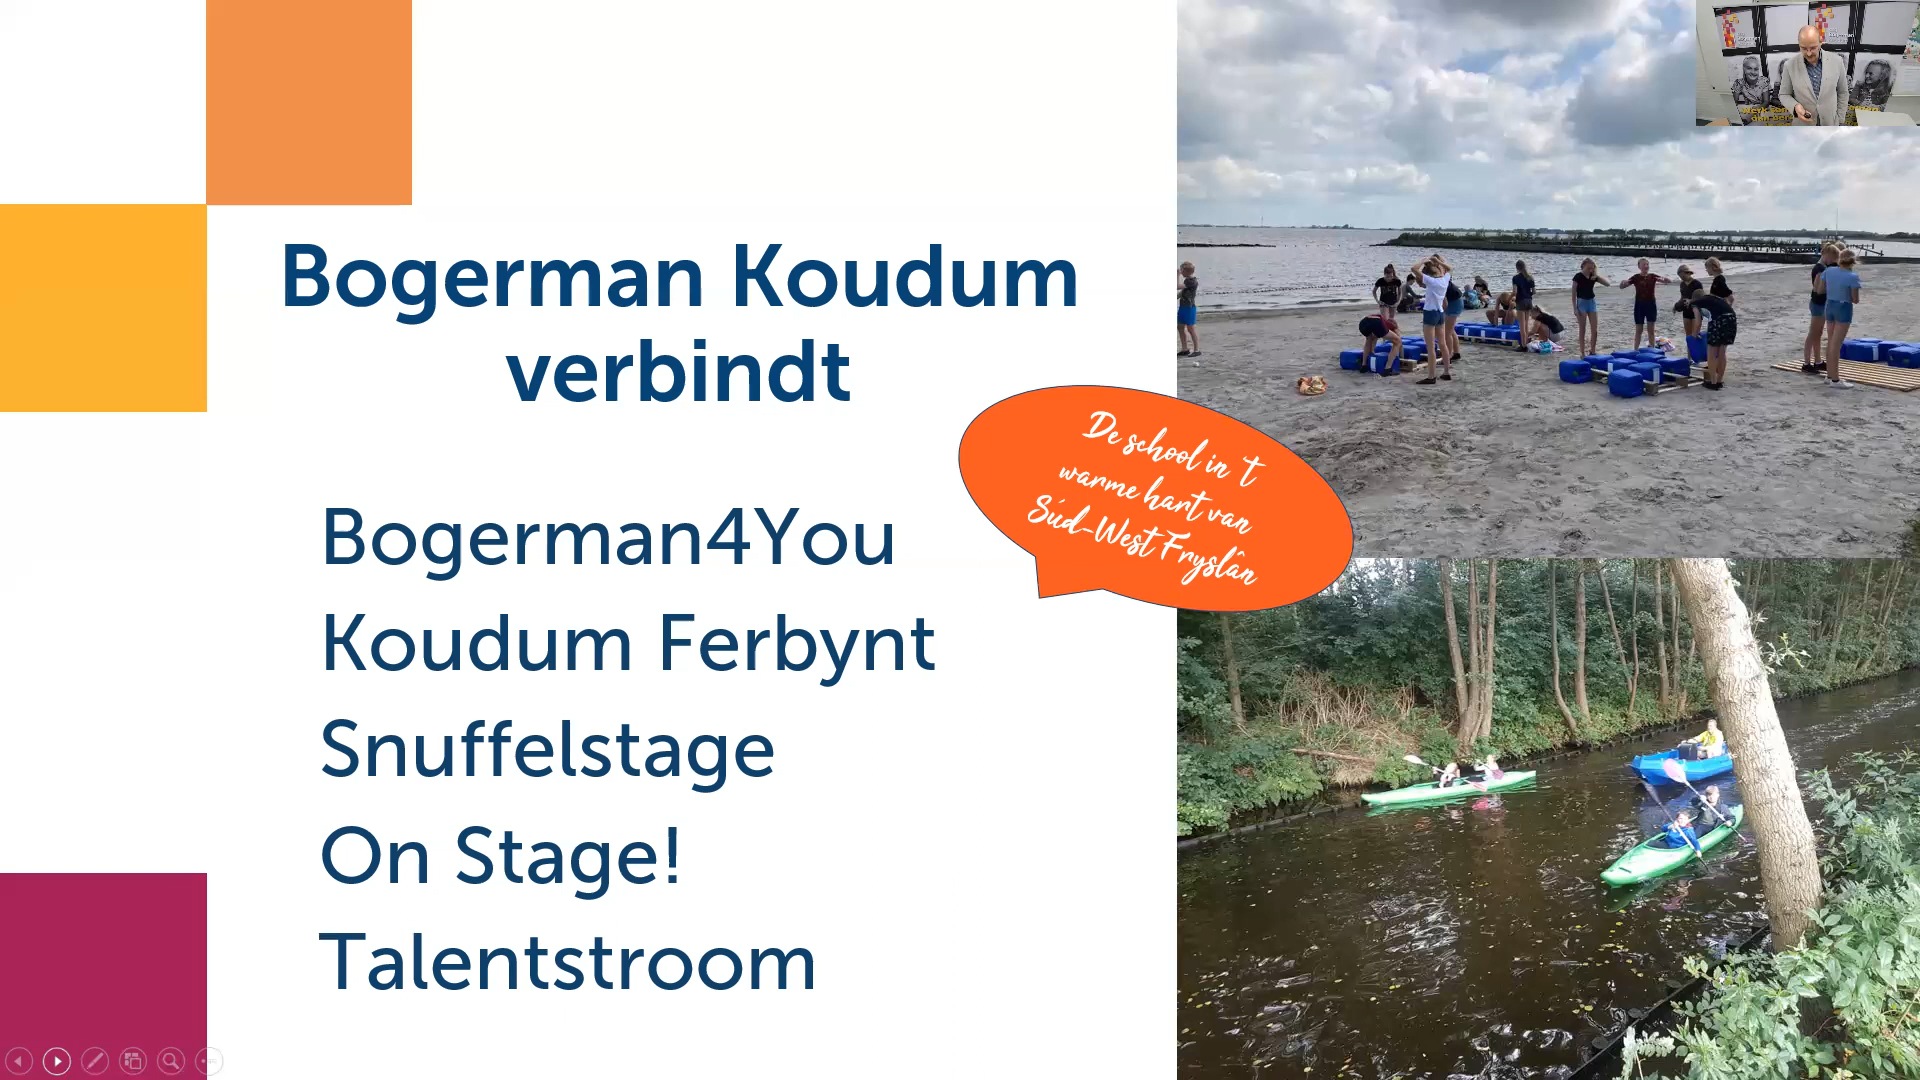 Bogerman Koudum
verbindt
De school in 't
warme hart van
Súd-West Fryslân
Bogerman4You
Koudum Ferbynt
Snuffelstage
On Stage!
Talentstroom